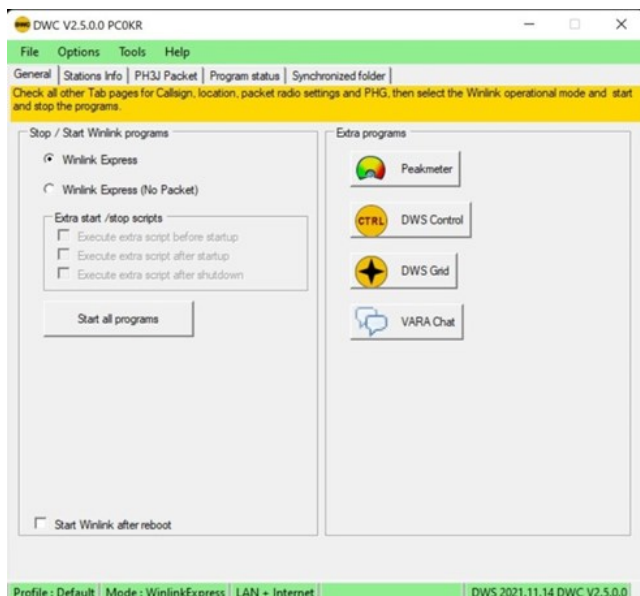 DWC V2.5.0.0 PC0KR
File Options Tools Help
General Stations Info PH3J Packet Program status Synchronized folder
Check all other Tab pages for Callsign, location, packet radio settings and PHG, then select the Winlink operational mode and start
and stop the programs.
Stop / Start Winlink programs
Winlink Express
Winlink Express (No Packet)
Extra start /stop scripts
Execute extra script before startup
Execute extra script after startup
Execute extra script after shutdown
Start all programs
Start Winlink after reboot
Extra programs
Peakmeter
CTRL DWS Control
DWS Grid
VARA Chat
Profile : Default Mode : WinlinkExpress LAN + Internet DWS 2021.11.14 DWC V2.5.0.0